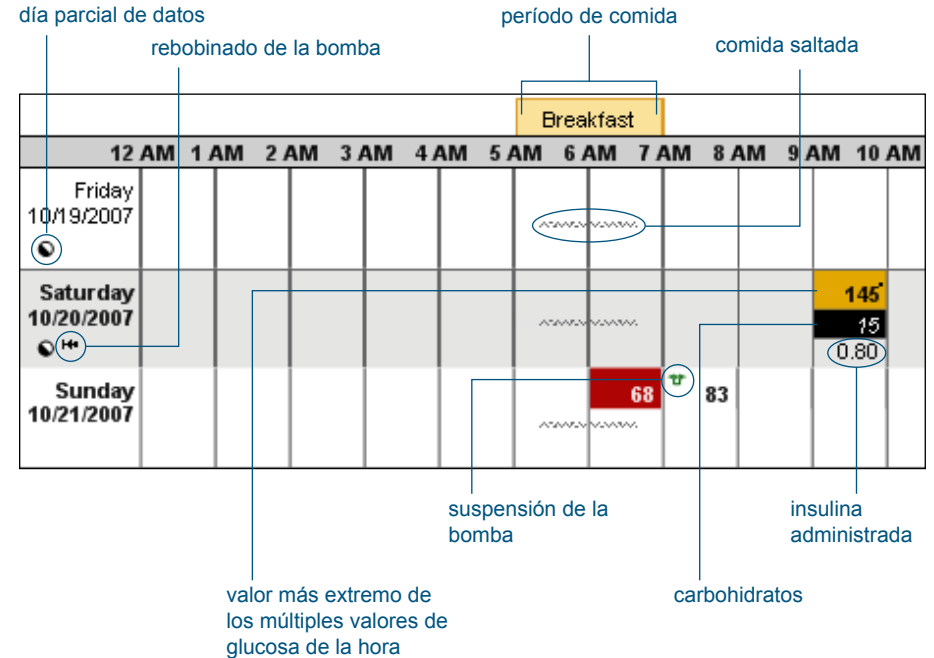 día parcial de datos
período de comida
rebobinado de la bomba
comida saltada
Breakfast
12 AM 1 AM 2 AM 3 AM 4 AM 5 AM 6 AM 7 AM 8 AM 9 AM 10 AM
Friday
10/19/2007
Saturday
10/20/2007
145
15
0.80
Sunday
10/21/2007
68
83
suspensión de la
bomba
insulina
administrada
valor más extremo de
los múltiples valores de
glucosa de la hora
carbohidratos